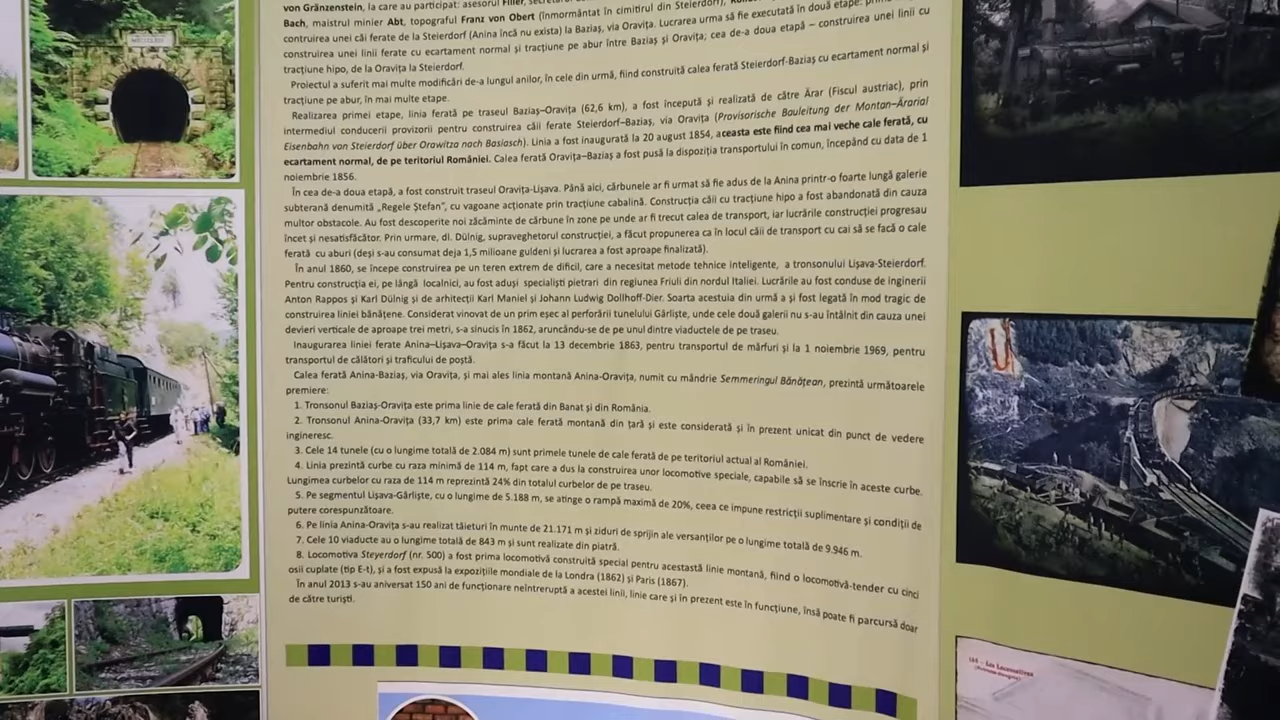 von Gränzenstein, la care au participat: asesorul Filler,
Bach, maistrul minier Abt, topograful Franz von Obert (înmormântat în cimitirul din Steierdorf),
contruirea unei căi ferate de la Steierdorf (Anina încă nu exista) la Baziaș, via Oravița. Lucrarea urma să fie executată în două etape:
construirea unei linii ferate cu ecartament normal și tracțiune pe abur între Baziaș și Oravița; cea de-a doua etapă – construirea unei linii cu
tracțiune hipo, de la Oravița la Steierdorf.
Proiectul a suferit mai multe modificări de-a lungul anilor, în cele din urmă, fiind construită calea ferată Steierdorf-Baziaș cu ecartament normal și
tracțiune pe abur, în mai multe etape.
Realizarea primei etape, linia ferată pe traseul Baziaș–Oravița (62,6 km), a fost începută și realizată de către Ärar (Fiscul austriac), prin
intermediul conducerii provizorii pentru construirea căii ferate Steierdorf–Baziaș, via Oravița (Provisorische Bauleitung der Montan–Ärarial
Eisenbahn von Steierdorf über Orawitza nach Basiasch). Linia a fost inaugurată la 20 august 1854, aceasta este fiind cea mai veche cale ferată, cu
ecartament normal, de pe teritoriul României. Calea ferată Oravița–Baziaș a fost pusă la dispoziția transportului în comun, începând cu data de 1
noiembrie 1856.
În cea de-a doua etapă, a fost construit traseul Oravița-Lișava. Până aici, cărbunele ar fi urmat să fie adus de la Anina printr-o foarte lungă galerie
subterană denumită „Regele Ștefan”, cu vagoane acționate prin tracțiune cabalină. Construcția căii cu tracțiune hipo a fost abandonată din cauza
multor obstacole. Au fost descoperite noi zăcăminte de cărbune în zone pe unde ar fi trecut calea de transport, iar lucrările construcției progresau
încet și nesatisfăcător. Prin urmare, dl. Dülnig, supraveghetorul construcției, a făcut propunerea ca în locul căii de transport cu cai să se facă o cale
ferată cu aburi (deși s-au consumat deja 1,5 milioane guldeni și lucrarea a fost aproape finalizată).
În anul 1860, se începe construirea pe un teren extrem de dificil, care a necesitat metode tehnice inteligente, a tronsonului Lișava-Steierdorf.
Pentru construcția ei, pe lângă localnici, au fost aduși specialiști pietrari din regiunea Friuli din nordul Italiei. Lucrările au fost conduse de inginerii
Anton Rappos și Karl Dülnig și de arhitecții Karl Maniel și Johann Ludwig Dollhoff-Dier. Soarta acestuia din urmă a și fost legată în mod tragic de
construirea liniei bănățene. Considerat vinovat de un prim eșec al perforării tunelului Gârliște, unde cele două galerii nu s-au întâlnit din cauza unei
devieri verticale de aproape trei metri, s-a sinucis în 1862, aruncându-se de pe unul dintre viaductele de pe traseu.
Inaugurarea liniei ferate Anina–Lișava–Oravița s-a făcut la 13 decembrie 1863, pentru transportul de mărfuri și la 1 noiembrie 1969, pentru
transportul de călători și traficului de poștă.
Calea ferată Anina-Baziaș, via Oravița, și mai ales linia montană Anina-Oravița, numit cu mândrie Semmeringul Bănățean, prezintă următoarele
premiere:
1. Tronsonul Baziaș-Oravița este prima linie de cale ferată din Banat și din România.
2. Tronsonul Anina-Oravița (33,7 km) este prima cale ferată montană din țară și este considerată și în prezent unicat din punct de vedere
ingineresc.
3. Cele 14 tunele (cu o lungime totală de 2.084 m) sunt primele tunele de cale ferată de pe teritoriul actual al României.
4. Linia prezintă curbe cu raza minimă de 114 m, fapt care a dus la construirea unor locomotive speciale, capabile să se înscrie în aceste curbe.
Lungimea curbelor cu raza de 114 m reprezintă 24% din totalul curbelor de pe traseu.
5. Pe segmentul Lișava-Gârliște, cu o lungime de 5.188 m, se atinge o rampă maximă de 20%, ceea ce impune restricții suplimentare și condiții de
putere corespunzătoare.
6. Pe linia Anina-Oravița s-au realizat tăieturi în munte de 21.171 m și ziduri de sprijin ale versanților pe o lungime totală de 9.946 m.
7. Cele 10 viaducte au o lungime totală de 843 m și sunt realizate din piatră.
8. Locomotiva Steyerdorf (nr. 500) a fost prima locomotivă construită special pentru acestastă linie montană, fiind o locomotivă-tender cu cinci
osii cuplate (tip E-t), și a fost expusă la expozițiile mondiale de la Londra (1862) și Paris (1867).
În anul 2013 s-au aniversat 150 ani de funcționare neîntreruptă a acestei linii, linie care și în prezent este în funcțiune, însă poate fi parcursă doar
de către turiști.
Les Locomotives